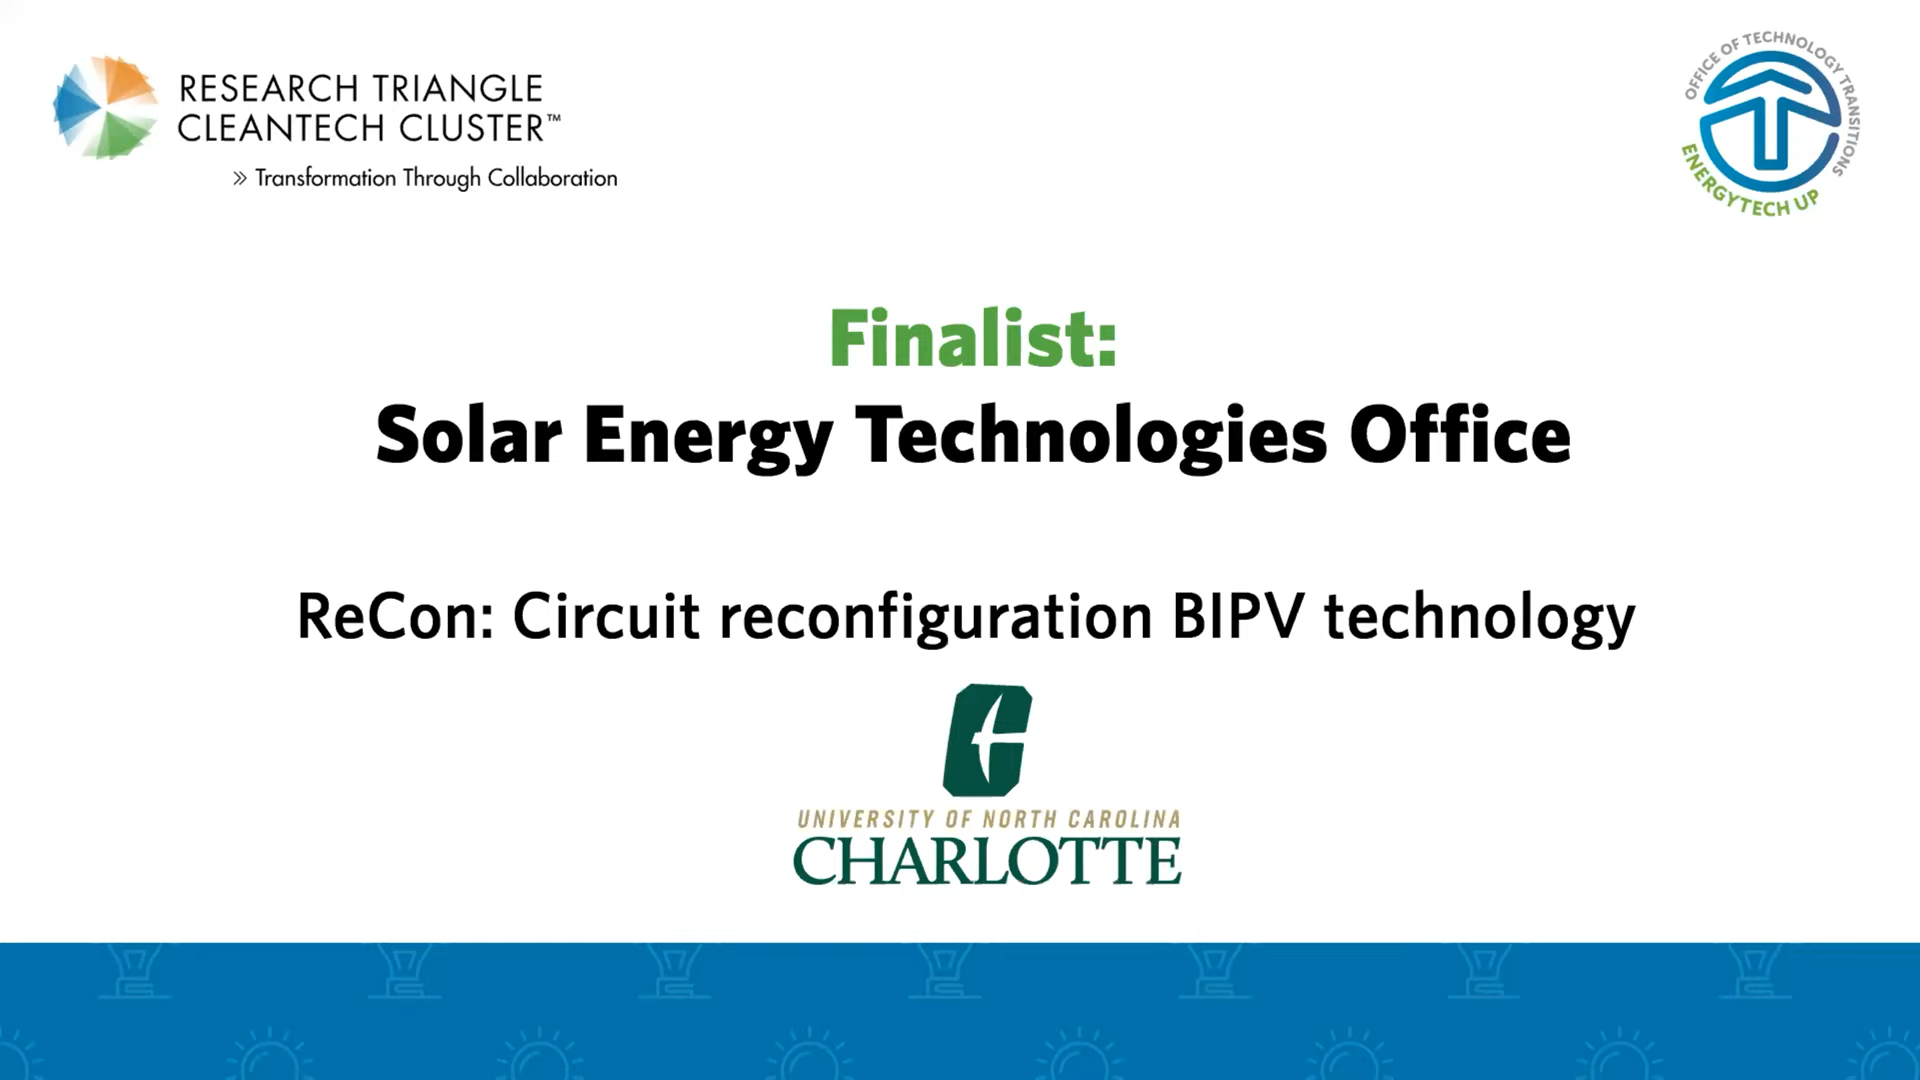 RESEARCH TRIANGLE
CLEANTECH CLUSTER™
» Transformation Through Collaboration
OFFICE OF TECHNOLOGY TRANSITIONS
ENERGYTECH UP
Finalist:
Solar Energy Technologies Office
ReCon: Circuit reconfiguration BIPV technology
UNIVERSITY OF NORTH CAROLINA
CHARLOTTE